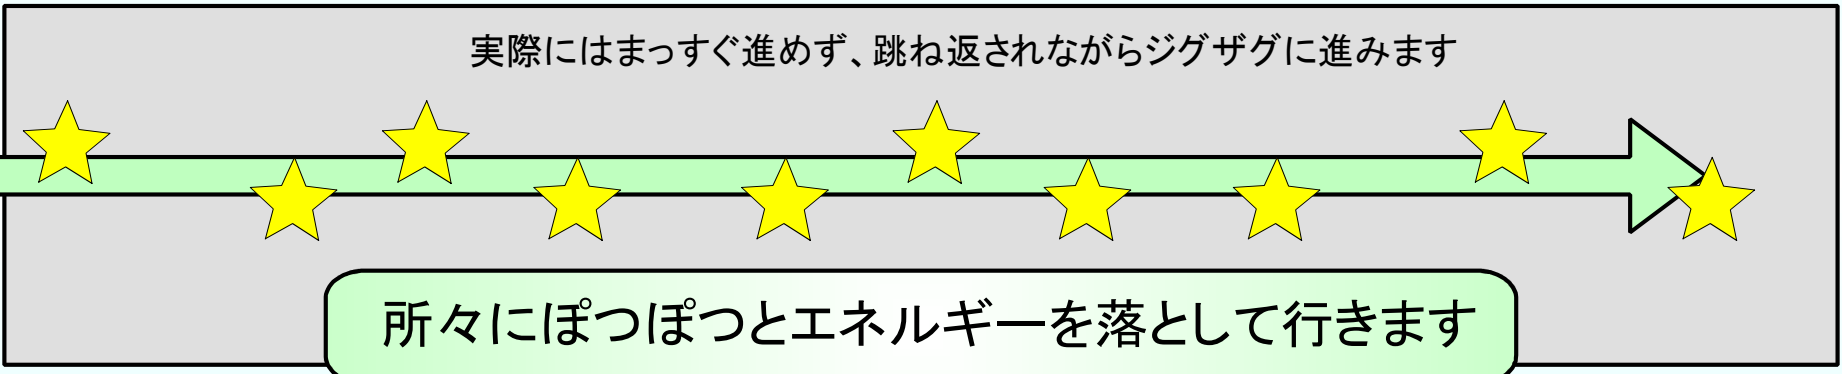 実際にはまっすぐ進めず、跳ね返されながらジグザグに進みます
所々にぽつぽつとエネルギーを落として行きます